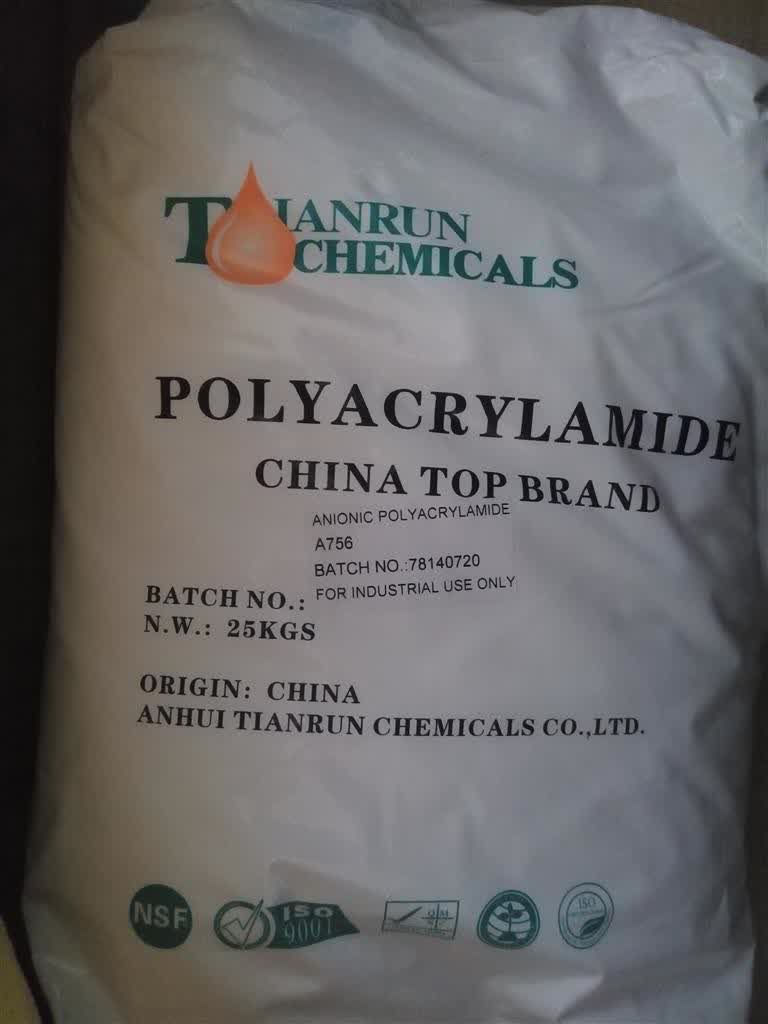 TIANRUN
CHEMICALS
POLYACRYLAMIDE
CHINA TOP BRAND
ANIONIC POLYACRYLAMIDE
A756
BATCH NO.:78140720
FOR INDUSTRIAL USE ONLY
BATCH NO.:
N.W.: 25KGS
ORIGIN: CHINA
ANHUI TIANRUN CHEMICALS CO.,LTD.
NSF
ISO
9001
ISO